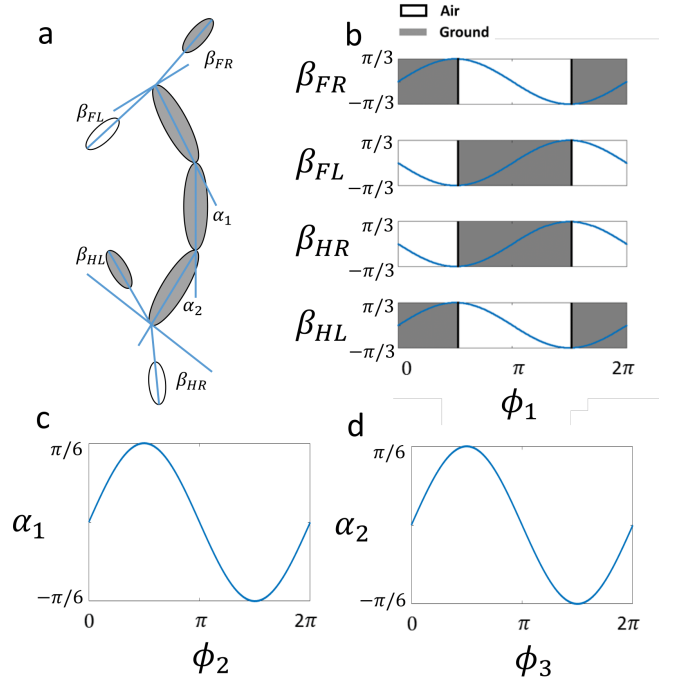 a
β_FR
β_FL
α_1
β_HL
α_2
β_HR
b
Air
Ground
β_FR
π/3
−π/3
β_FL
π/3
−π/3
β_HR
π/3
−π/3
β_HL
π/3
−π/3
0 π 2π
ϕ_1
c
π/6
α_1
−π/6
0 π 2π
ϕ_2
d
π/6
α_2
−π/6
0 π 2π
ϕ_3